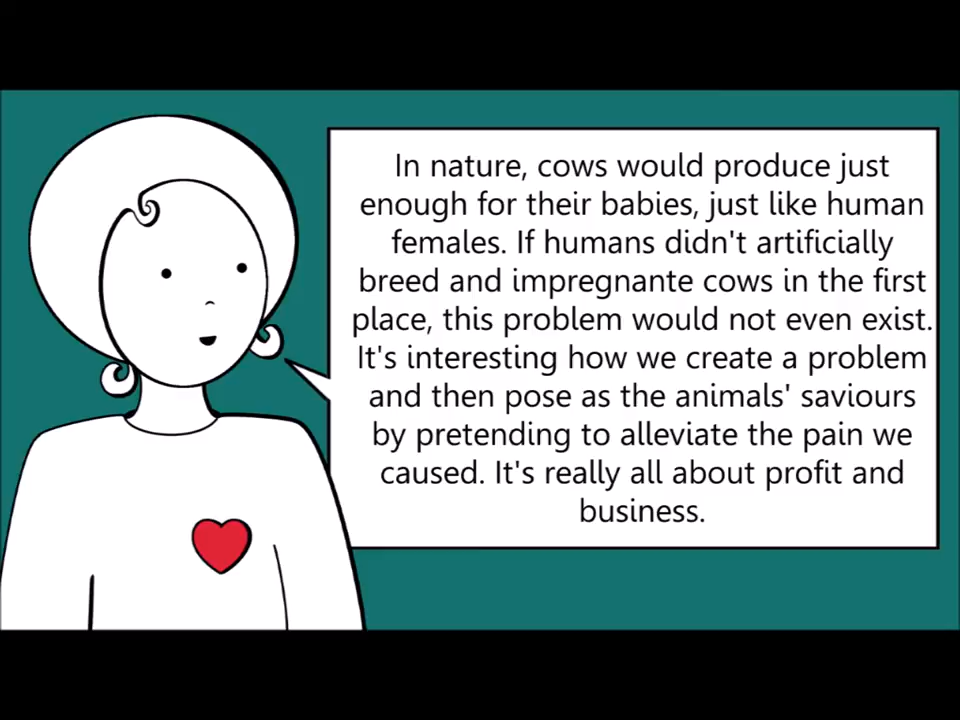 In nature, cows would produce just
enough for their babies, just like human
females. If humans didn't artificially
breed and impregnante cows in the first
place, this problem would not even exist.
It's interesting how we create a problem
and then pose as the animals' saviours
by pretending to alleviate the pain we
caused. It's really all about profit and
business.